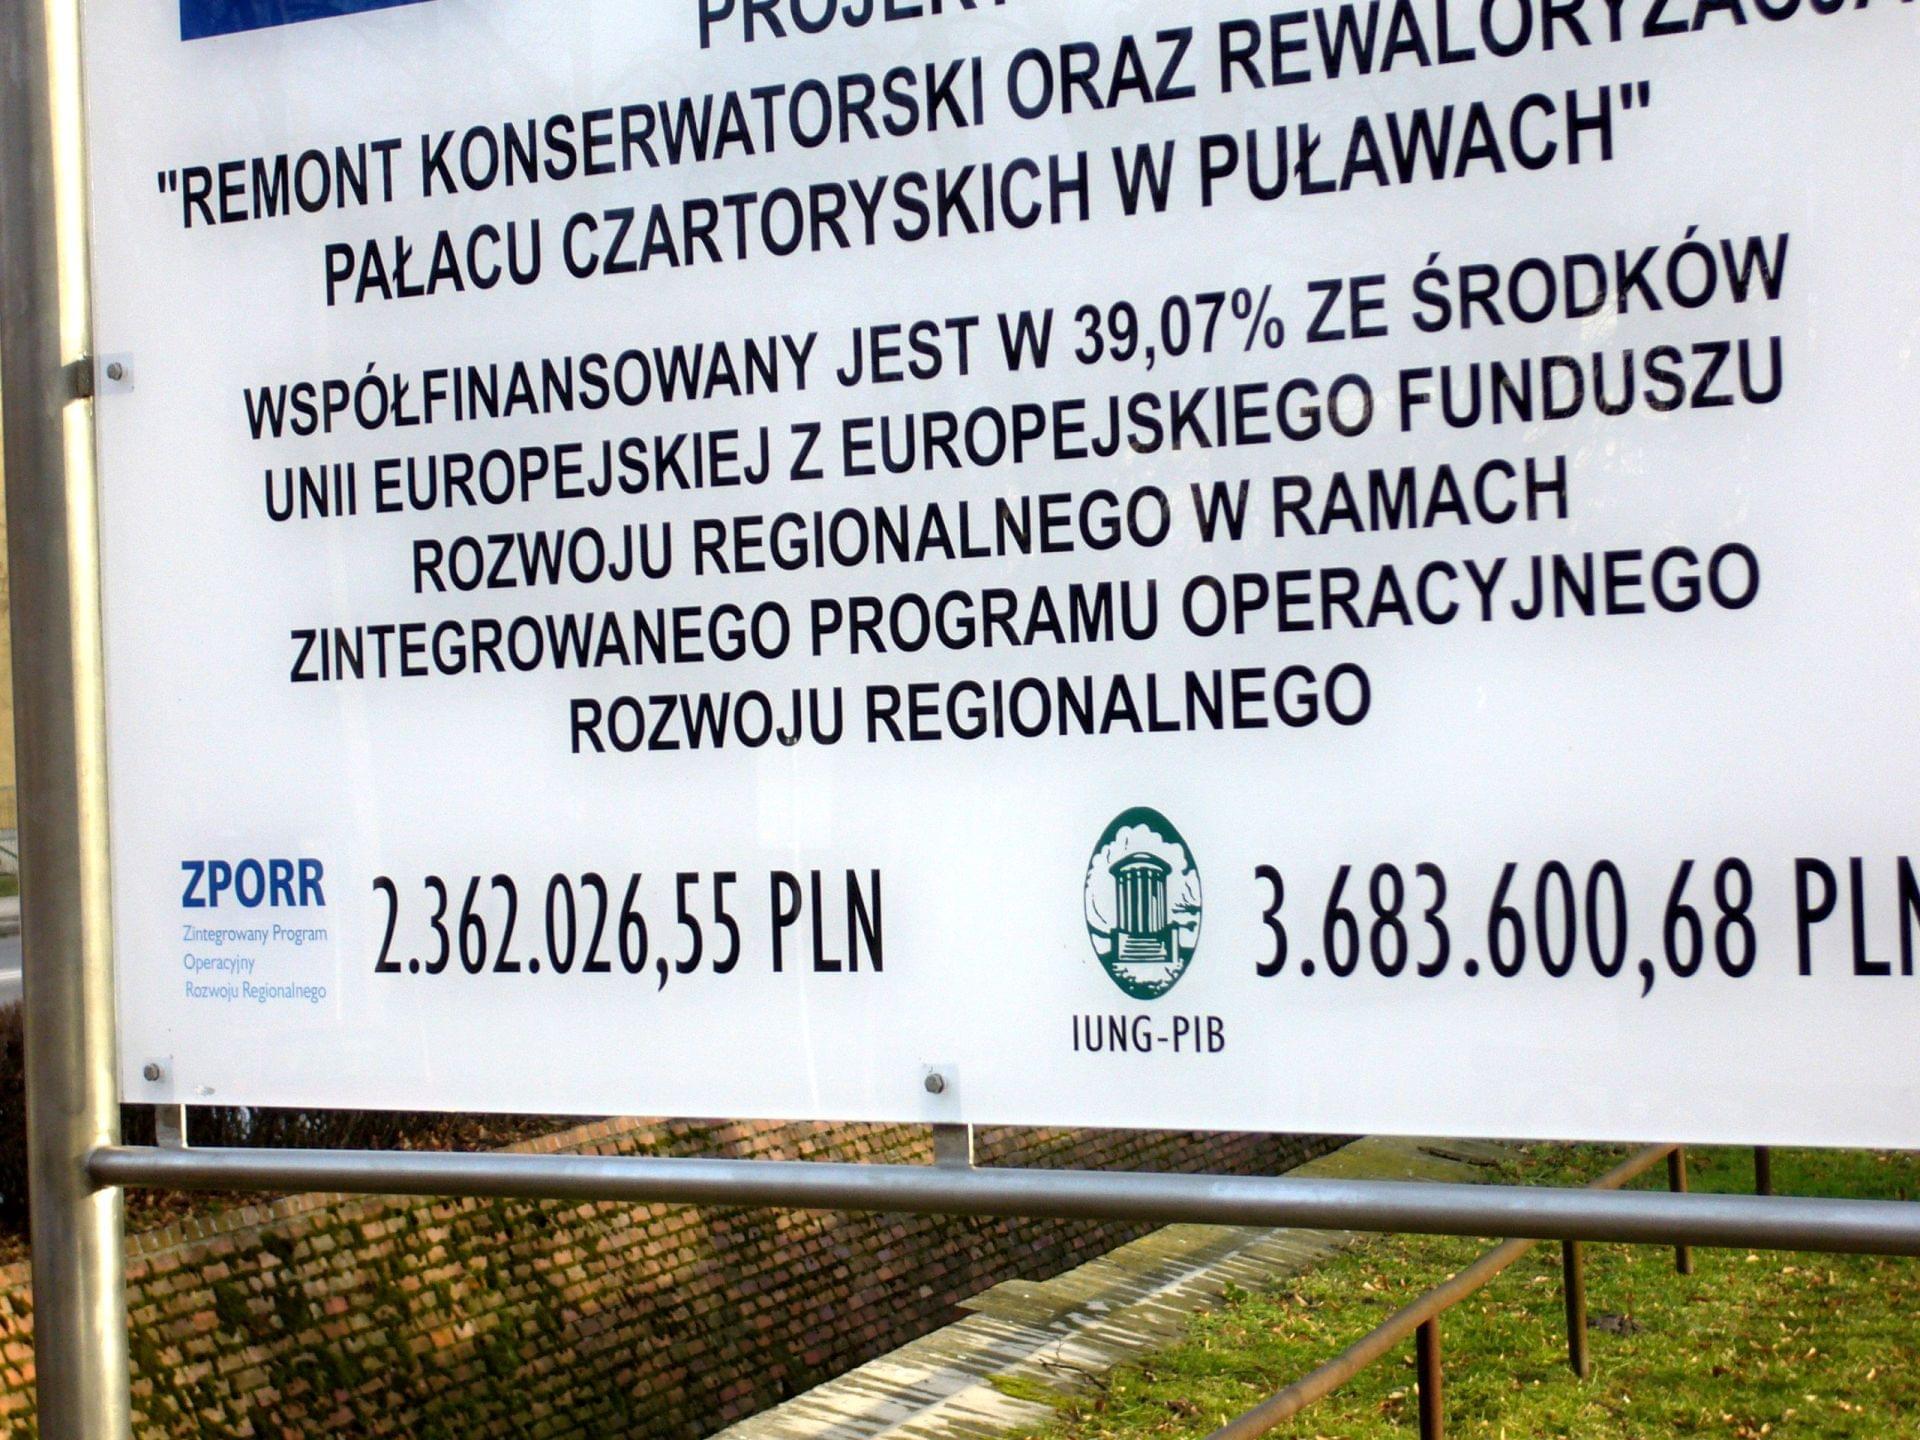 "REMONT KONSERWATORSKI ORAZ REWALORYZACJA
PAŁACU CZARTORYSKICH W PUŁAWACH"
WSPÓŁFINANSOWANY JEST W 39,07% ZE ŚRODKÓW
UNII EUROPEJSKIEJ Z EUROPEJSKIEGO FUNDUSZU
ROZWOJU REGIONALNEGO W RAMACH
ZINTEGROWANEGO PROGRAMU OPERACYJNEGO
ROZWOJU REGIONALNEGO
ZPORR
Zintegrowany Program
Operacyjny
Rozwoju Regionalnego
2.362.026,55 PLN
IUNG-PIB
3.683.600,68 PLN